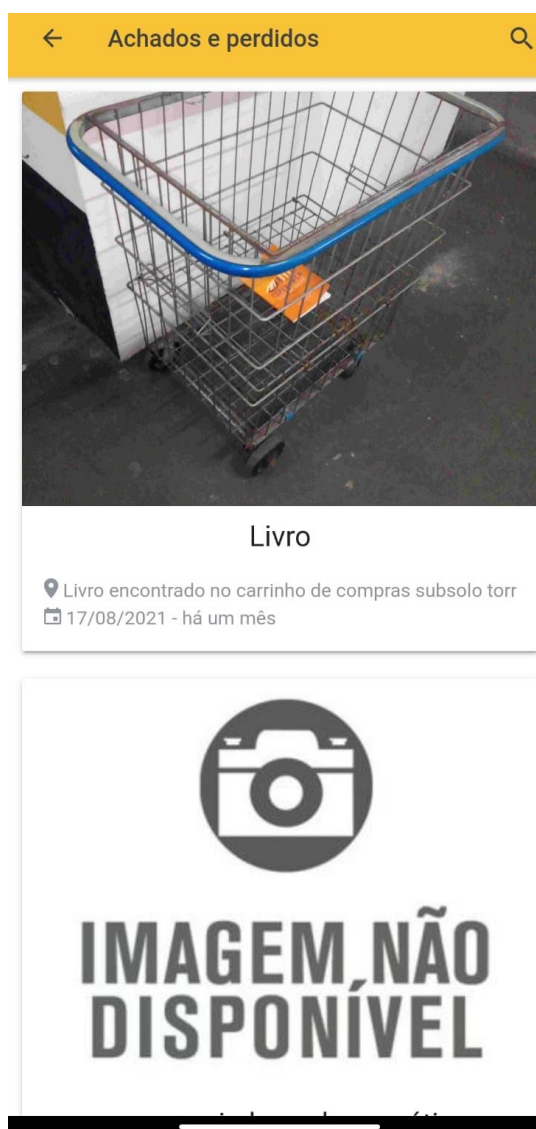 Achados e perdidos
Livro
Livro encontrado no carrinho de compras subsolo torr
17/08/2021 - há um mês
IMAGEM NÃO
DISPONÍVEL